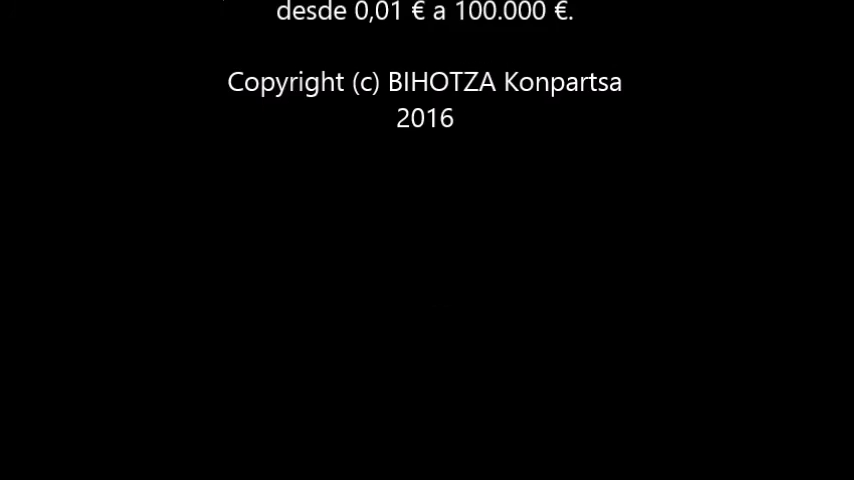 desde 0,01 € a 100.000 €.
Copyright (c) BIHOTZA Konpartsa
2016